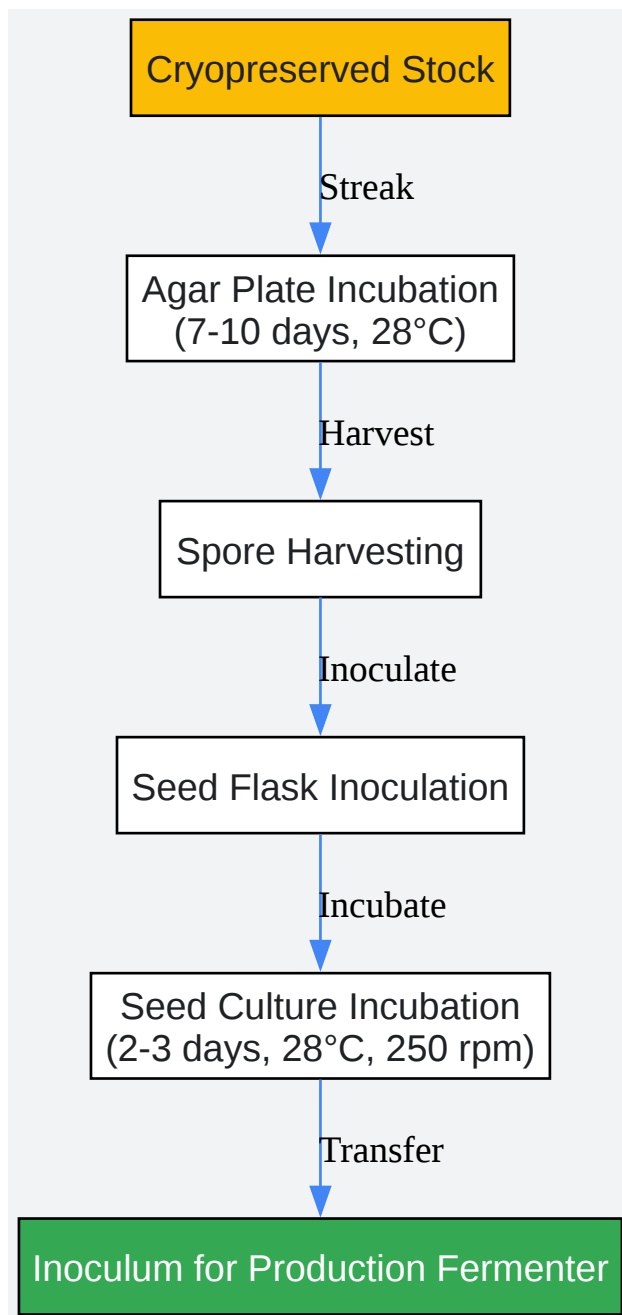 Cryopreserved Stock
Streak
Agar Plate Incubation
(7-10 days, 28°C)
Harvest
Spore Harvesting
Inoculate
Seed Flask Inoculation
Incubate
Seed Culture Incubation
(2-3 days, 28°C, 250 rpm)
Transfer
Inoculum for Production Fermenter